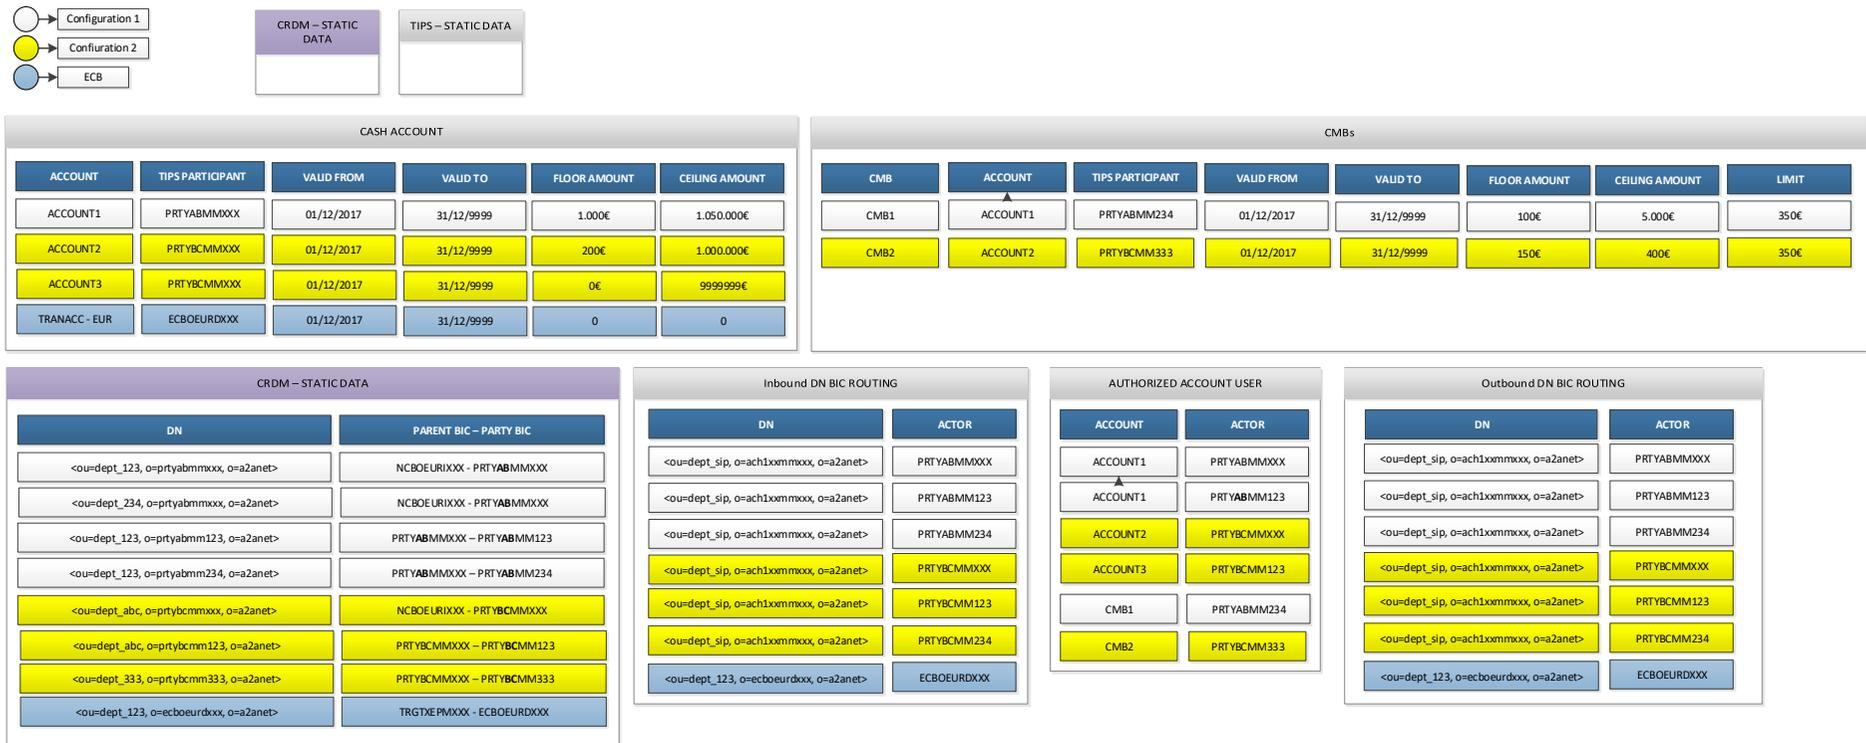 Configuration 1
Confiuration 2
ECB
CRDM – STATIC
DATA
TIPS – STATIC DATA
CASH ACCOUNT
ACCOUNT TIPS PARTICIPANT VALID FROM VALID TO FLOOR AMOUNT CEILING AMOUNT
ACCOUNT1 PRTYABMMXXX 01/12/2017 31/12/9999 1.000€ 1.050.000€
ACCOUNT2 PRTYBCMMXXX 01/12/2017 31/12/9999 200€ 1.000.000€
ACCOUNT3 PRTYBCMMXXX 01/12/2017 31/12/9999 0€ 9999999€
TRANACC - EUR ECBOEURDXXX 01/12/2017 31/12/9999 0 0
CMBs
CMB ACCOUNT TIPS PARTICIPANT VALID FROM VALID TO FLOOR AMOUNT CEILING AMOUNT LIMIT
CMB1 ACCOUNT1 PRTYABMM234 01/12/2017 31/12/9999 100€ 5.000€ 350€
CMB2 ACCOUNT2 PRTYBCMM333 01/12/2017 31/12/9999 150€ 400€ 350€
CRDM – STATIC DATA
DN PARENT BIC – PARTY BIC
<ou=dept_123, o=prtyabmmxxx, o=a2anet> NCBOEURIXXX - PRTYABMMXXX
<ou=dept_234, o=prtyabmmxxx, o=a2anet> NCBOEURIXXX - PRTYABMMXXX
<ou=dept_123, o=prtyabmm123, o=a2anet> PRTYABMMXXX – PRTYABMM123
<ou=dept_123, o=prtyabmm234, o=a2anet> PRTYABMMXXX – PRTYABMM234
<ou=dept_abc, o=prtybcmmxxx, o=a2anet> NCBOEURIXXX - PRTYBCMMXXX
<ou=dept_abc, o=prtybcmm123, o=a2anet> PRTYBCMMXXX – PRTYBCMM123
<ou=dept_333, o=prtybcmm333, o=a2anet> PRTYBCMMXXX – PRTYBCMM333
<ou=dept_123, o=ecboeurdxxx, o=a2anet> TRGTXEPMXXX - ECBOEURDXXX
Inbound DN BIC ROUTING
DN ACTOR
<ou=dept_sip, o=ach1xxmmxxx, o=a2anet> PRTYABMMXXX
<ou=dept_sip, o=ach1xxmmxxx, o=a2anet> PRTYABMM123
<ou=dept_sip, o=ach1xxmmxxx, o=a2anet> PRTYABMM234
<ou=dept_sip, o=ach1xxmmxxx, o=a2anet> PRTYBCMMXXX
<ou=dept_sip, o=ach1xxmmxxx, o=a2anet> PRTYBCMM123
<ou=dept_sip, o=ach1xxmmxxx, o=a2anet> PRTYBCMM234
<ou=dept_123, o=ecboeurdxxx, o=a2anet> ECBOEURDXXX
AUTHORIZED ACCOUNT USER
ACCOUNT ACTOR
ACCOUNT1 PRTYABMMXXX
ACCOUNT1 PRTYABMM123
ACCOUNT2 PRTYBCMMXXX
ACCOUNT3 PRTYBCMM123
CMB1 PRTYABMM234
CMB2 PRTYBCMM333
Outbound DN BIC ROUTING
DN ACTOR
<ou=dept_sip, o=ach1xxmmxxx, o=a2anet> PRTYABMMXXX
<ou=dept_sip, o=ach1xxmmxxx, o=a2anet> PRTYABMM123
<ou=dept_sip, o=ach1xxmmxxx, o=a2anet> PRTYABMM234
<ou=dept_sip, o=ach1xxmmxxx, o=a2anet> PRTYBCMMXXX
<ou=dept_sip, o=ach1xxmmxxx, o=a2anet> PRTYBCMM123
<ou=dept_sip, o=ach1xxmmxxx, o=a2anet> PRTYBCMM234
<ou=dept_123, o=ecboeurdxxx, o=a2anet> ECBOEURDXXX